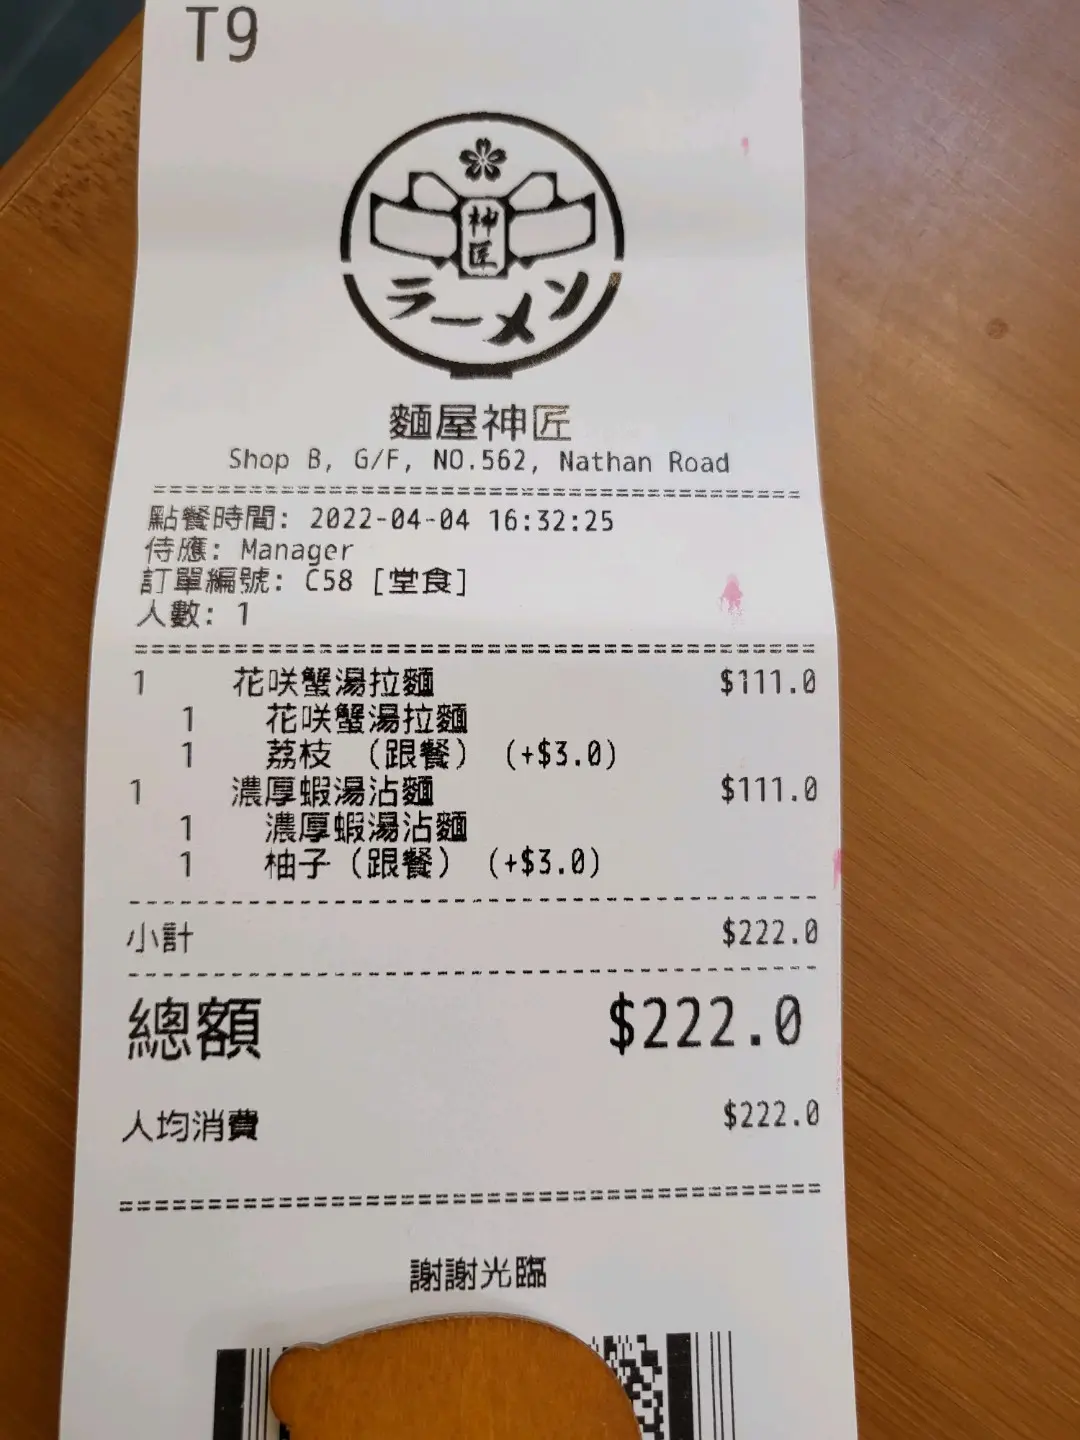 T9
神匠
ラーメン
麵屋神匠
Shop B, G/F, NO.562, Nathan Road
點餐時間: 2022-04-04 16:32:25
侍應: Manager
訂單編號: C58 [堂食]
人數: 1
1 花咲蟹湯拉麵 $111.0
1 花咲蟹湯拉麵
1 荔枝 （跟餐） (+$3.0)
1 濃厚蝦湯沾麵 $111.0
1 濃厚蝦湯沾麵
1 柚子（跟餐） (+$3.0)
小計 $222.0
總額 $222.0
人均消費 $222.0
謝謝光臨